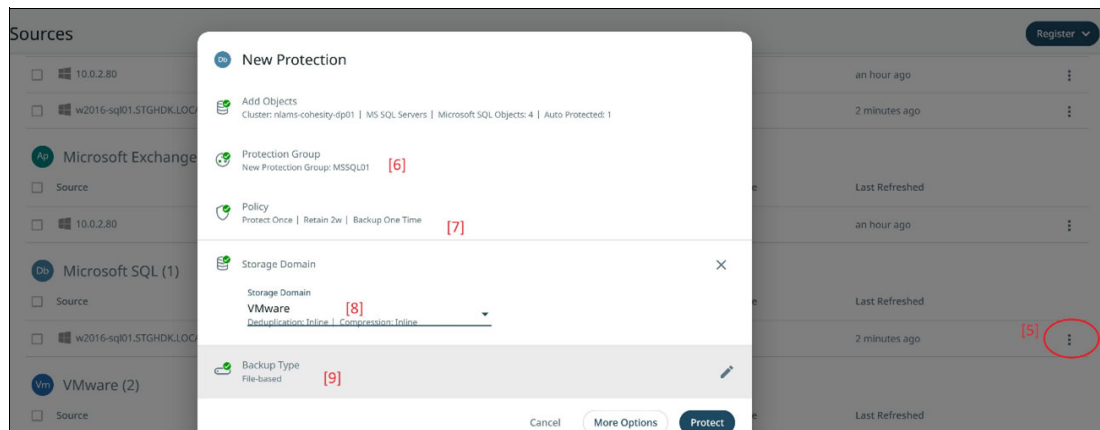 Sources
Register
10.0.2.80
an hour ago
w2016-sql01.STGHDK.LOCA
2 minutes ago
Ap Microsoft Exchange
Source
e
Last Refreshed
10.0.2.80
an hour ago
Db Microsoft SQL (1)
Source
e
Last Refreshed
w2016-sql01.STGHDK.LOCA
2 minutes ago
[5]
Vm VMware (2)
Source
e
Last Refreshed
Db New Protection
Add Objects
Cluster: nlams-cohesity-dp01 | MS SQL Servers | Microsoft SQL Objects: 4 | Auto Protected: 1
Protection Group
New Protection Group: MSSQL01
[6]
Policy
Protect Once | Retain 2w | Backup One Time
[7]
Storage Domain
Storage Domain
VMware
[8]
Deduplication: Inline | Compression: Inline
Backup Type
File-based
[9]
Cancel
More Options
Protect